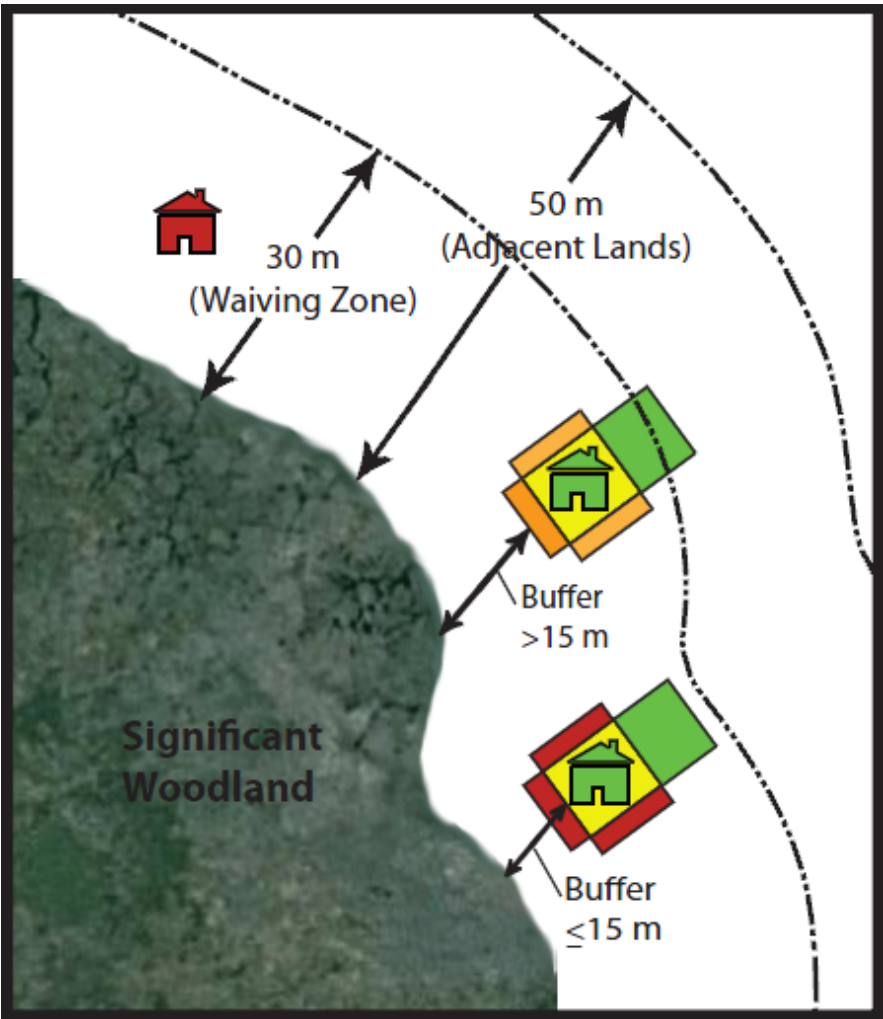 50 m
(Adjacent Lands)
30 m
(Waiving Zone)
Buffer
>15 m
Significant
Woodland
Buffer
≤15 m